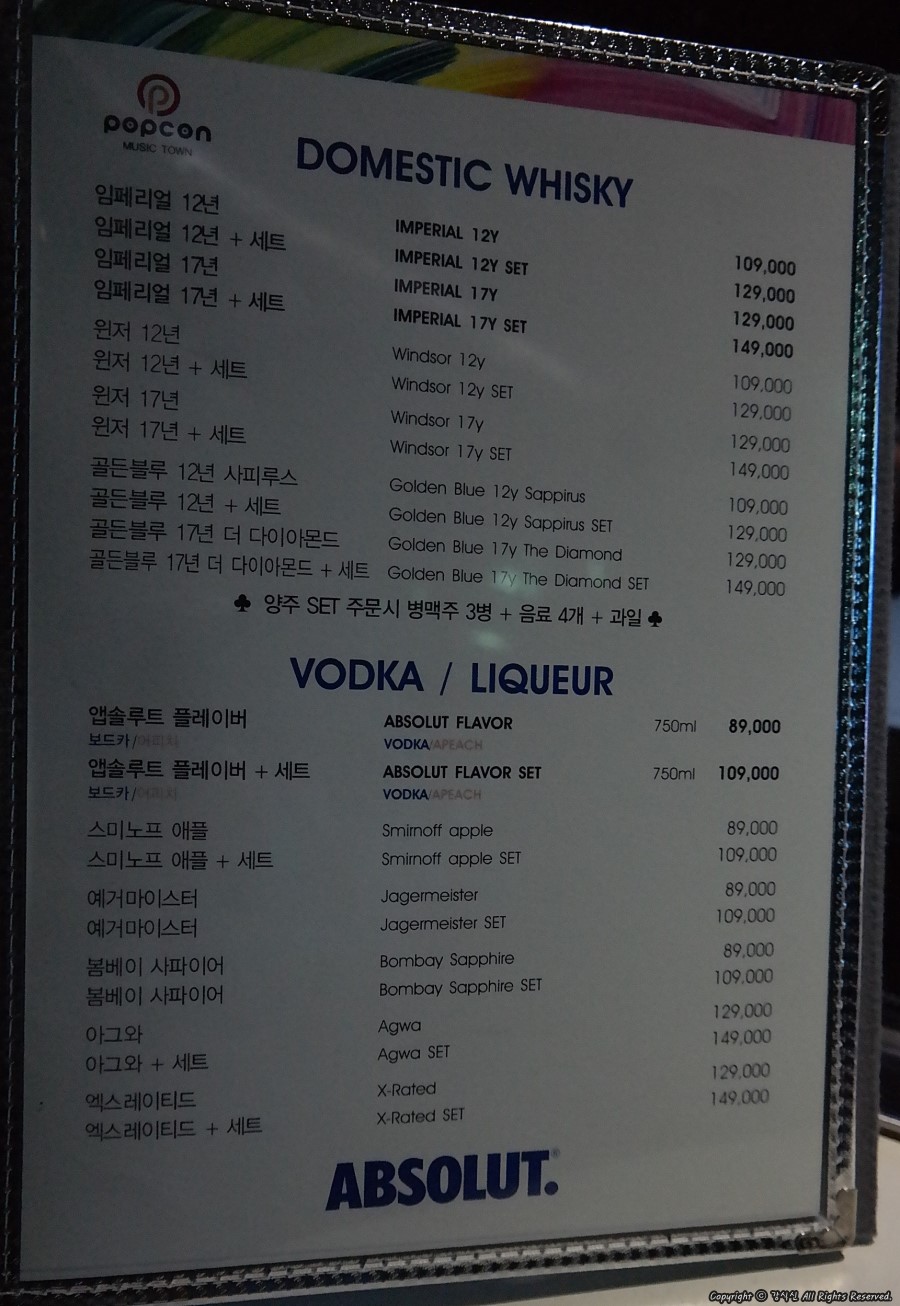 popcon
MUSIC TOWN
DOMESTIC WHISKY
임페리얼 12년 IMPERIAL 12Y 109,000
임페리얼 12년 + 세트 IMPERIAL 12Y SET 129,000
임페리얼 17년 IMPERIAL 17Y 129,000
임페리얼 17년 + 세트 IMPERIAL 17Y SET 149,000
윈저 12년 Windsor 12y 109,000
윈저 12년 + 세트 Windsor 12y SET 129,000
윈저 17년 Windsor 17y 129,000
윈저 17년 + 세트 Windsor 17y SET 149,000
골든블루 12년 사피루스 Golden Blue 12y Sappirus 109,000
골든블루 12년 + 세트 Golden Blue 12y Sappirus SET 129,000
골든블루 17년 더 다이아몬드 Golden Blue 17y The Diamond 129,000
골든블루 17년 더 다이아몬드 + 세트 Golden Blue 17y The Diamond SET 149,000
♣ 양주 SET 주문시 병맥주 3병 + 음료 4개 + 과일 ♣
VODKA / LIQUEUR
앱솔루트 플레이버 ABSOLUT FLAVOR 750ml 89,000
보드카/어피치 VODKA/APEACH
앱솔루트 플레이버 + 세트 ABSOLUT FLAVOR SET 750ml 109,000
보드카/어피치 VODKA/APEACH
스미노프 애플 Smirnoff apple 89,000
스미노프 애플 + 세트 Smirnoff apple SET 109,000
예거마이스터 Jagermeister 89,000
예거마이스터 Jagermeister SET 109,000
봄베이 사파이어 Bombay Sapphire 89,000
봄베이 사파이어 Bombay Sapphire SET 109,000
아그와 Agwa 129,000
아그와 + 세트 Agwa SET 149,000
엑스레이티드 X-Rated 129,000
엑스레이티드 + 세트 X-Rated SET 149,000
ABSOLUT.
Copyright ⓒ All Rights Reserved.